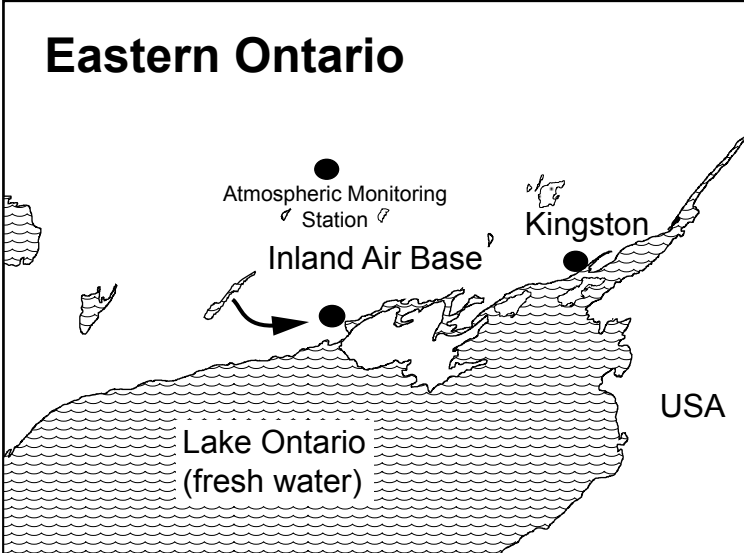 Eastern Ontario
Atmospheric Monitoring
Station
Kingston
Inland Air Base
USA
Lake Ontario
(fresh water)